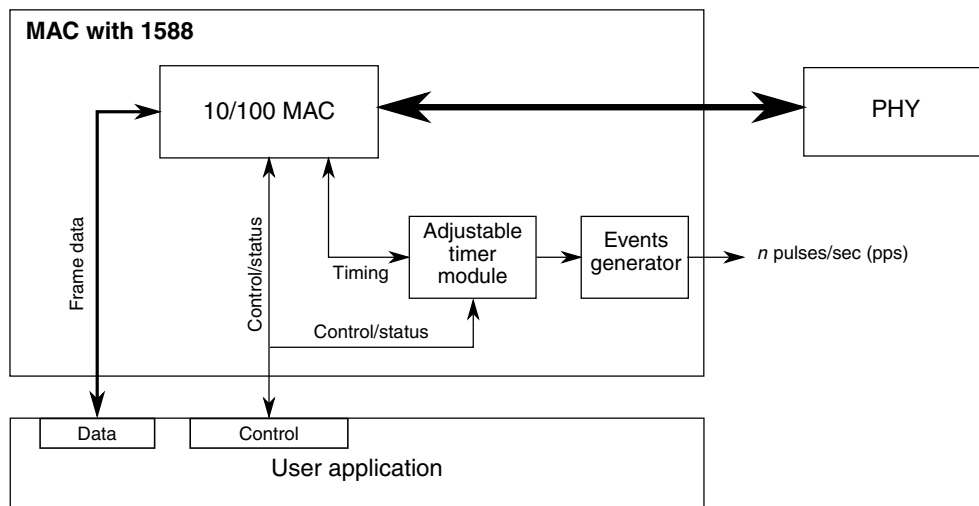 MAC with 1588
10/100 MAC
PHY
Frame data
Control/status
Timing
Adjustable
timer
module
Events
generator
n pulses/sec (pps)
Control/status
Data
Control
User application